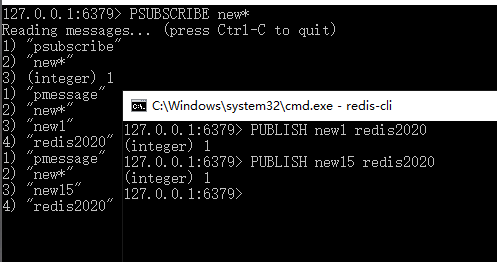 127.0.0.1:6379> PSUBSCRIBE new*
Reading messages... (press Ctrl-C to quit)
1) "psubscribe"
2) "new*"
3) (integer) 1
1) "pmessage"
2) "new*"
3) "new1"
4) "redis2020"
1) "pmessage"
2) "new*"
3) "new15"
4) "redis2020"
C:\Windows\system32\cmd.exe - redis-cli
127.0.0.1:6379> PUBLISH new1 redis2020
(integer) 1
127.0.0.1:6379> PUBLISH new15 redis2020
(integer) 1
127.0.0.1:6379>